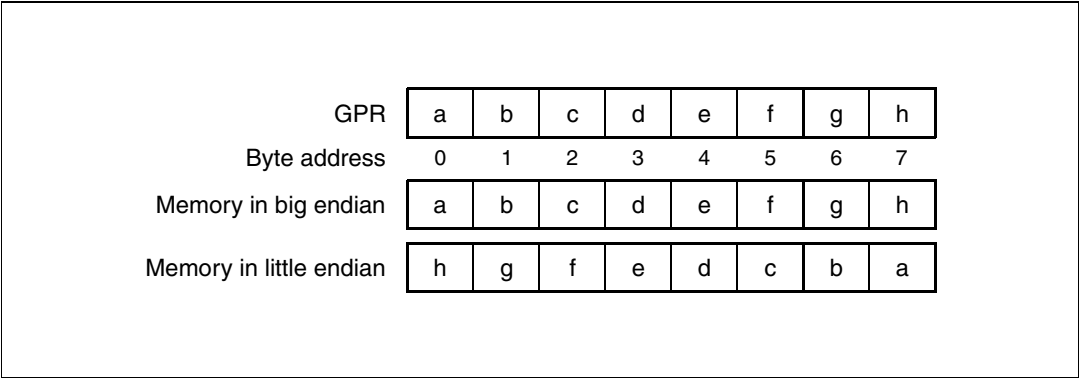 GPR a b c d e f g h
Byte address 0 1 2 3 4 5 6 7
Memory in big endian a b c d e f g h
Memory in little endian h g f e d c b a